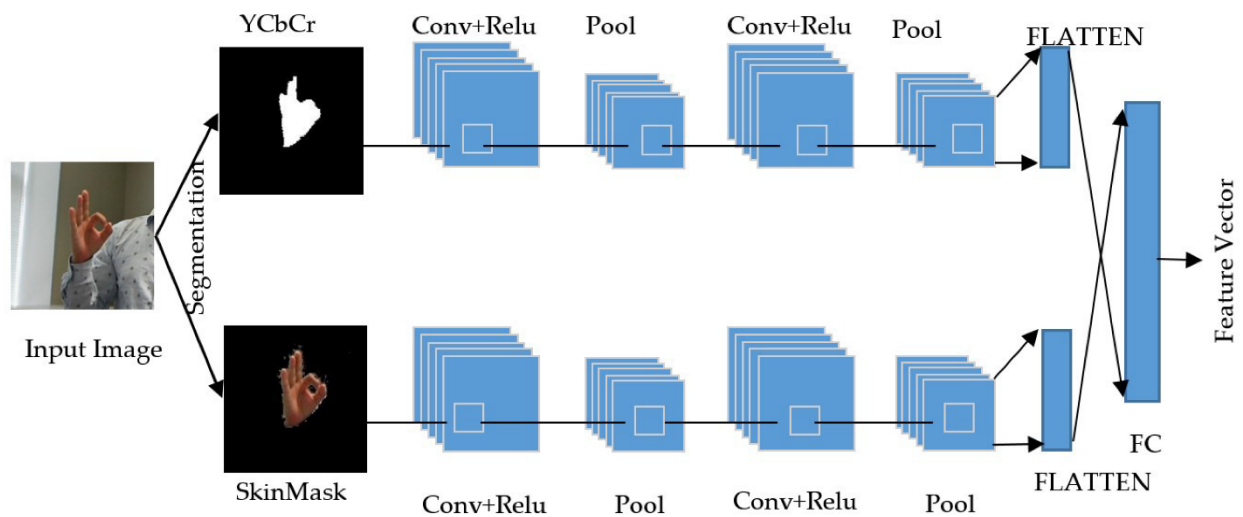 YCbCr
Conv+Relu
Pool
Conv+Relu
Pool
FLATTEN
Input Image
Segmentation
SkinMask
Conv+Relu
Pool
Conv+Relu
Pool
FLATTEN
FC
Feature Vector